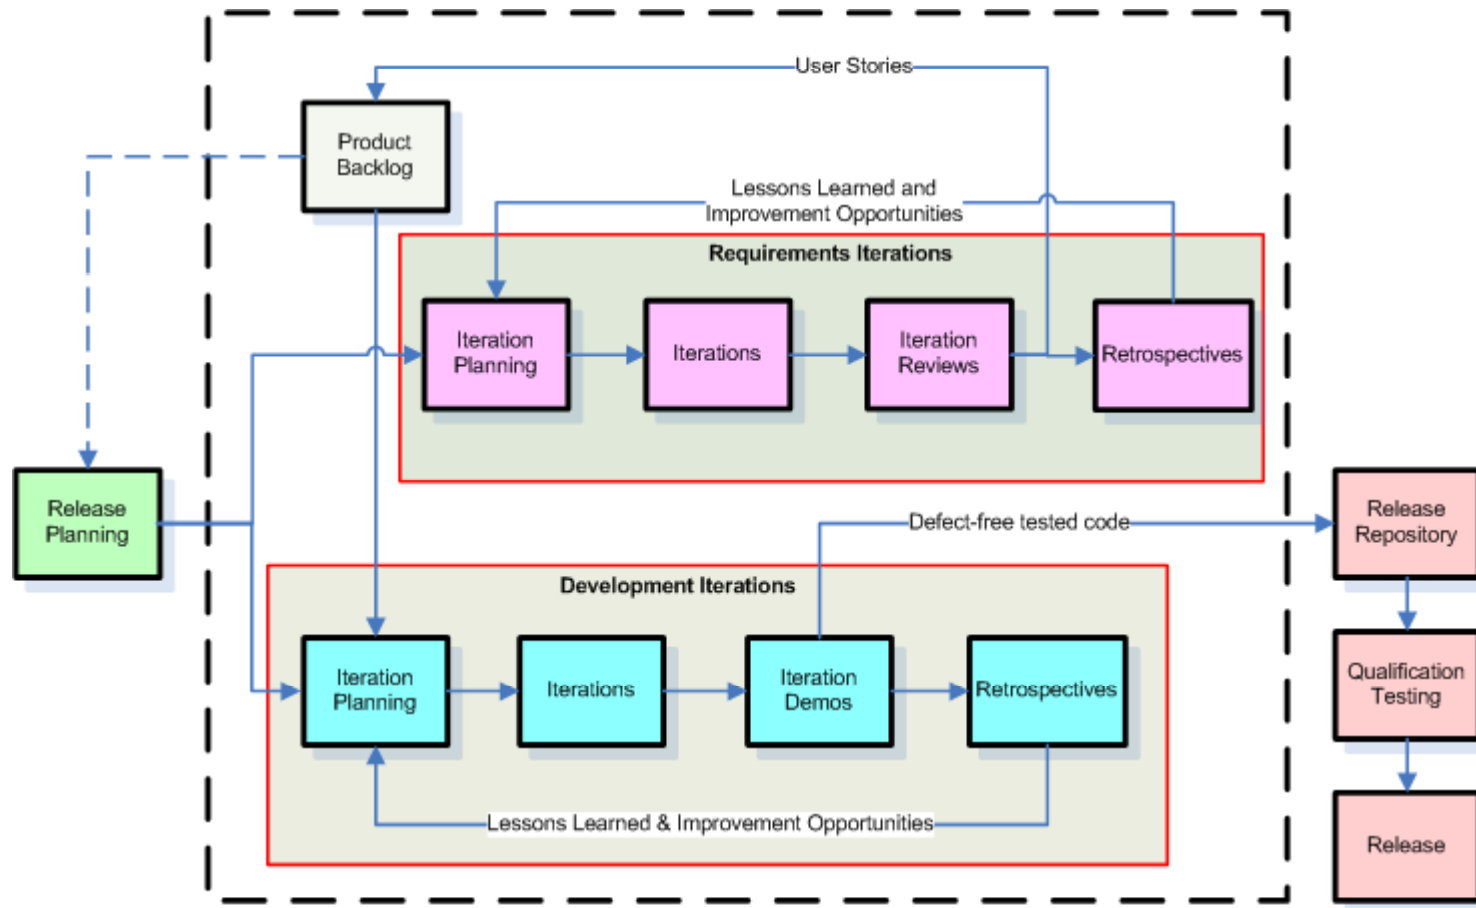 User Stories
Product
Backlog
Lessons Learned and
Improvement Opportunities
Requirements Iterations
Iteration
Planning
Iterations
Iteration
Reviews
Retrospectives
Release
Planning
Defect-free tested code
Release
Repository
Development Iterations
Iteration
Planning
Iterations
Iteration
Demos
Retrospectives
Qualification
Testing
Lessons Learned & Improvement Opportunities
Release